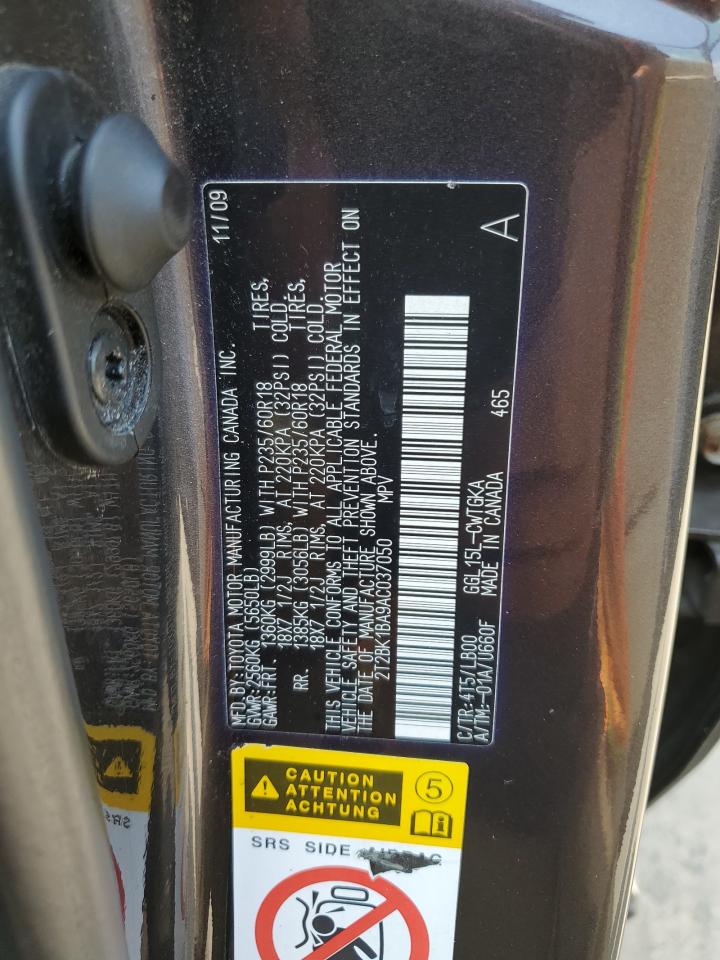 MFD BY:TOYOTA MOTOR MANUFACTURING CANADA INC. 11/09
GVWR:2560KG(5650LB)
GAWR:FRT. 1360KG(2999LB) WITH P235/60R18 TIRES,
18X7 1/2J RIMS, AT 220KPA(32PSI) COLD.
RR. 1385KG(3056LB) WITH P235/60R18 TIRES,
18X7 1/2J RIMS, AT 220KPA(32PSI) COLD.
THIS VEHICLE CONFORMS TO ALL APPLICABLE FEDERAL MOTOR
VEHICLE SAFETY AND THEFT PREVENTION STANDARDS IN EFFECT ON
THE DATE OF MANUFACTURE SHOWN ABOVE.
2T2BK1BA9AC037050 MPV
C/TR:4T5/LB00 GGL15L-CWTGKA 465 A
A/TM:-01A/U660F MADE IN CANADA
CAUTION
ATTENTION
ACHTUNG
5
SRS SIDE